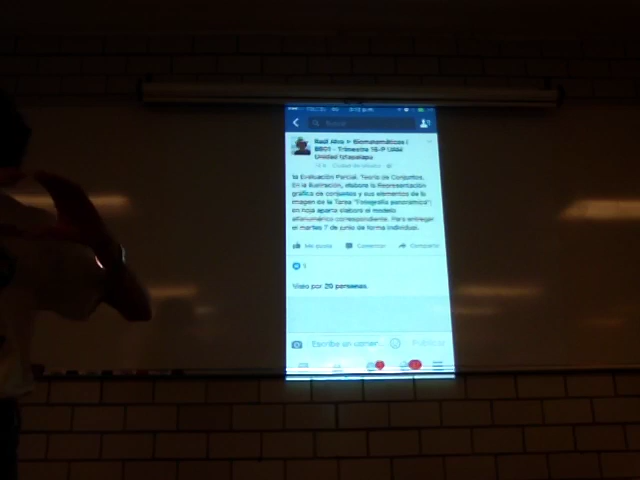 Buscar
Raúl Alva ▸ Biomatemáticas I
BB01 - Trimestre 16-P UAM
Unidad Iztapalapa
1a Evaluación Parcial. Teoría de Conjuntos.
En la ilustración, elabore la Representación
gráfica de conjuntos y sus elementos de la
imagen de la Tarea "Fotografía panorámica";
en hoja aparte elabore el modelo
alfanumérico correspondiente. Para entregar
el martes 7 de junio de forma individual.
Me gusta Comentar Compartir
1
Visto por 20 personas.
Escribe un comen... Publicar